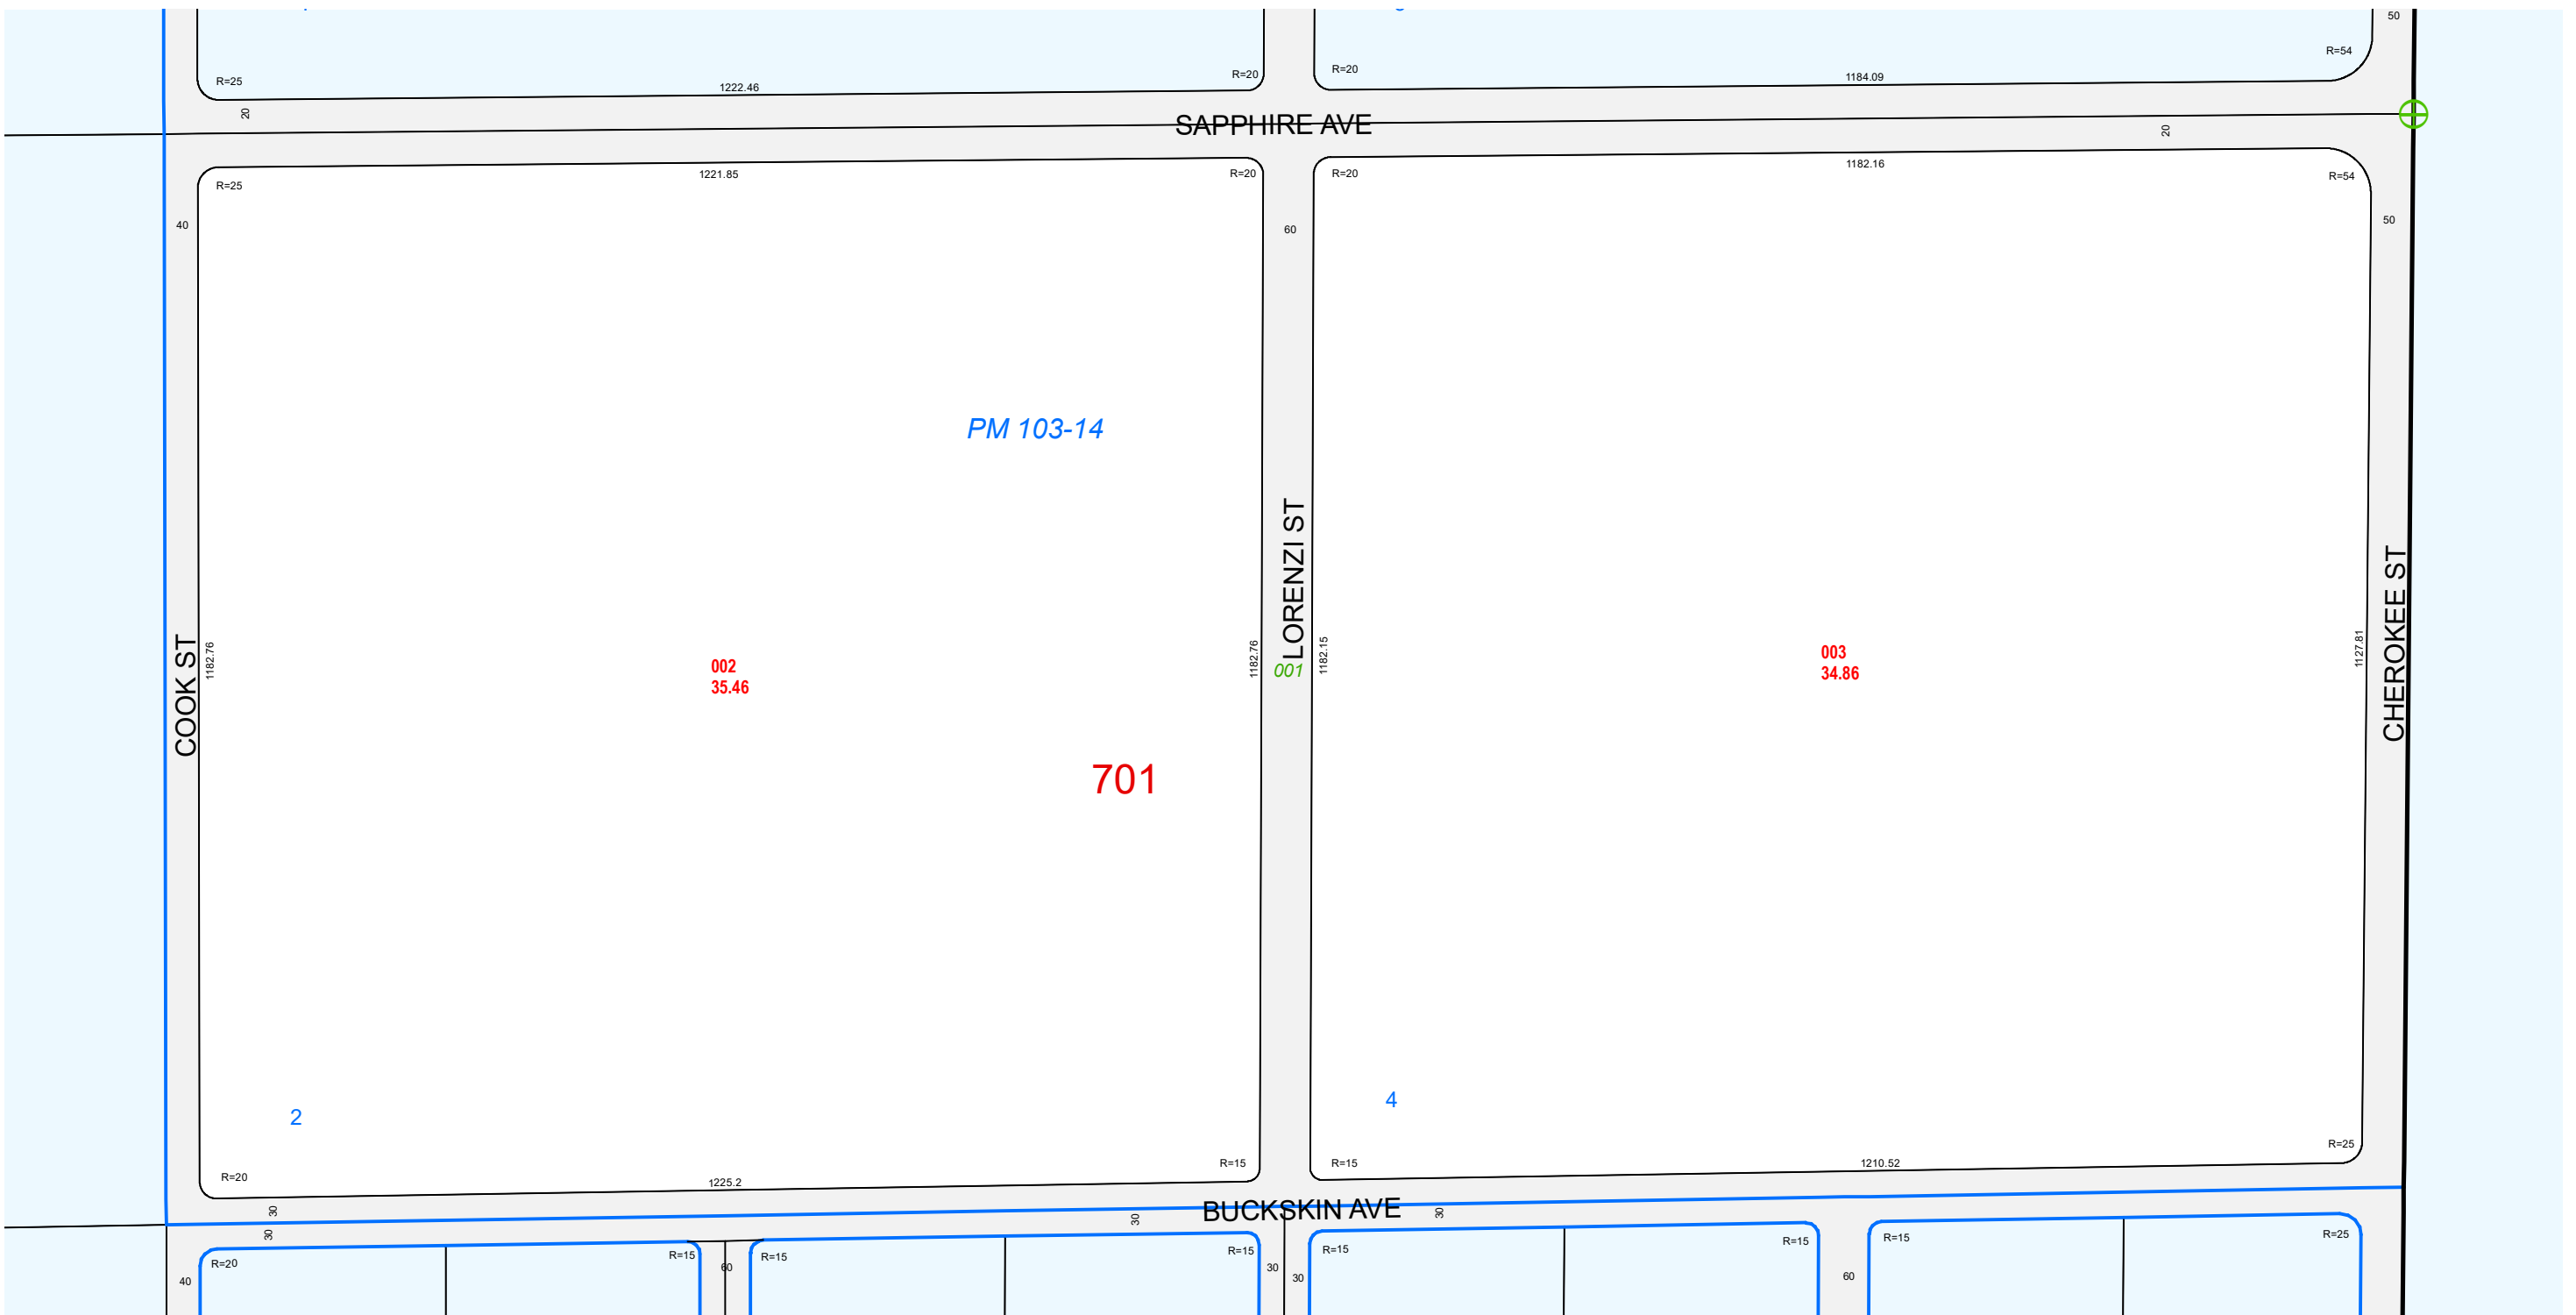 50
R=25
1222.46
R=20
R=20
1184.09
R=54
20
SAPPHIRE AVE
20
R=25
1221.85
R=20
R=20
1182.16
R=54
40
60
50
PM 103-14
LORENZI ST
COOK ST
1182.76
002
35.46
1182.76
001
1182.15
003
34.86
1127.81
CHEROKEE ST
701
2
4
R=20
1225.2
R=15
R=15
1210.52
R=25
30
30
30
BUCKSKIN AVE
30
R=20
R=15
R=15
R=15
R=15
R=15
R=15
R=25
40
60
30
30
60